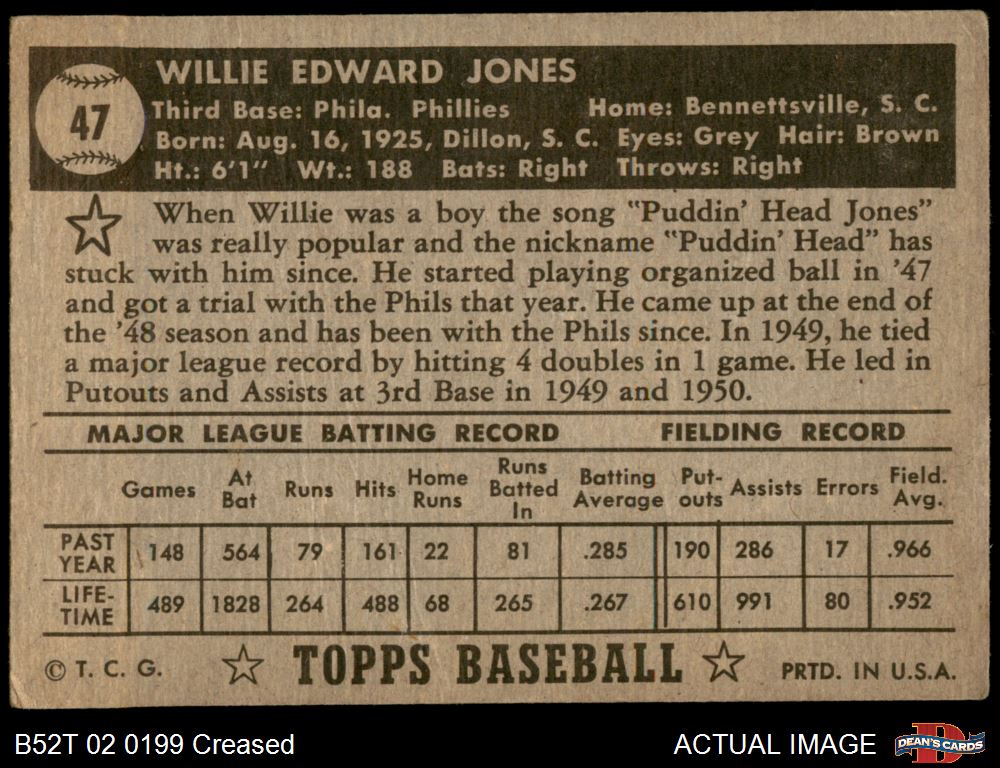 WILLIE EDWARD JONES
47
Third Base: Phila. Phillies Home: Bennettsville, S. C.
Born: Aug. 16, 1925, Dillon, S. C. Eyes: Grey Hair: Brown
Ht.: 6'1" Wt.: 188 Bats: Right Throws: Right
When Willie was a boy the song "Puddin' Head Jones"
was really popular and the nickname "Puddin' Head" has
stuck with him since. He started playing organized ball in '47
and got a trial with the Phils that year. He came up at the end of
the '48 season and has been with the Phils since. In 1949, he tied
a major league record by hitting 4 doubles in 1 game. He led in
Putouts and Assists at 3rd Base in 1949 and 1950.
MAJOR LEAGUE BATTING RECORD FIELDING RECORD
Games At Bat Runs Hits Home Runs Runs Batted In Batting Average Put-outs Assists Errors Field. Avg.
PAST YEAR 148 564 79 161 22 81 .285 190 286 17 .966
LIFE-TIME 489 1828 264 488 68 265 .267 610 991 80 .952
© T. C. G. TOPPS BASEBALL PRTD. IN U.S.A.
B52T 02 0199 Creased ACTUAL IMAGE D DEAN'S CARDS